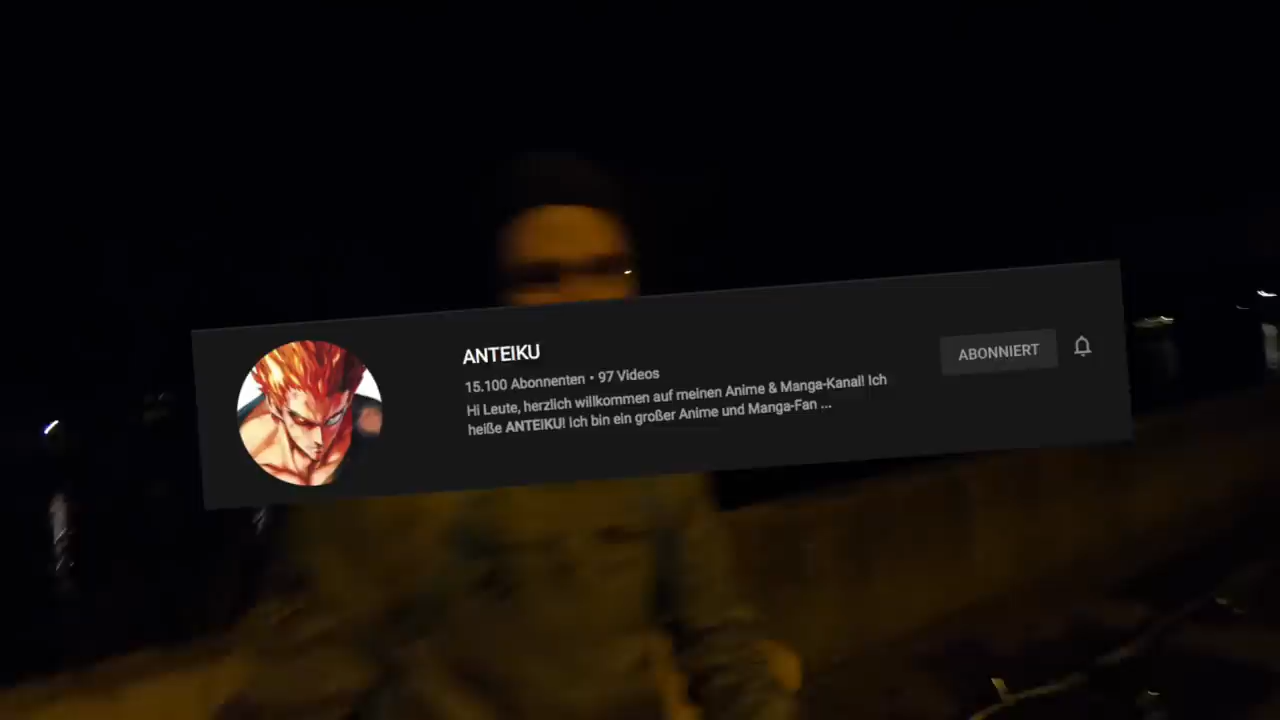 ANTEIKU
15.100 Abonnenten • 97 Videos
Hi Leute, herzlich willkommen auf meinen Anime & Manga-Kanal! Ich
heiße ANTEIKU! Ich bin ein großer Anime und Manga-Fan ...
ABONNIERT